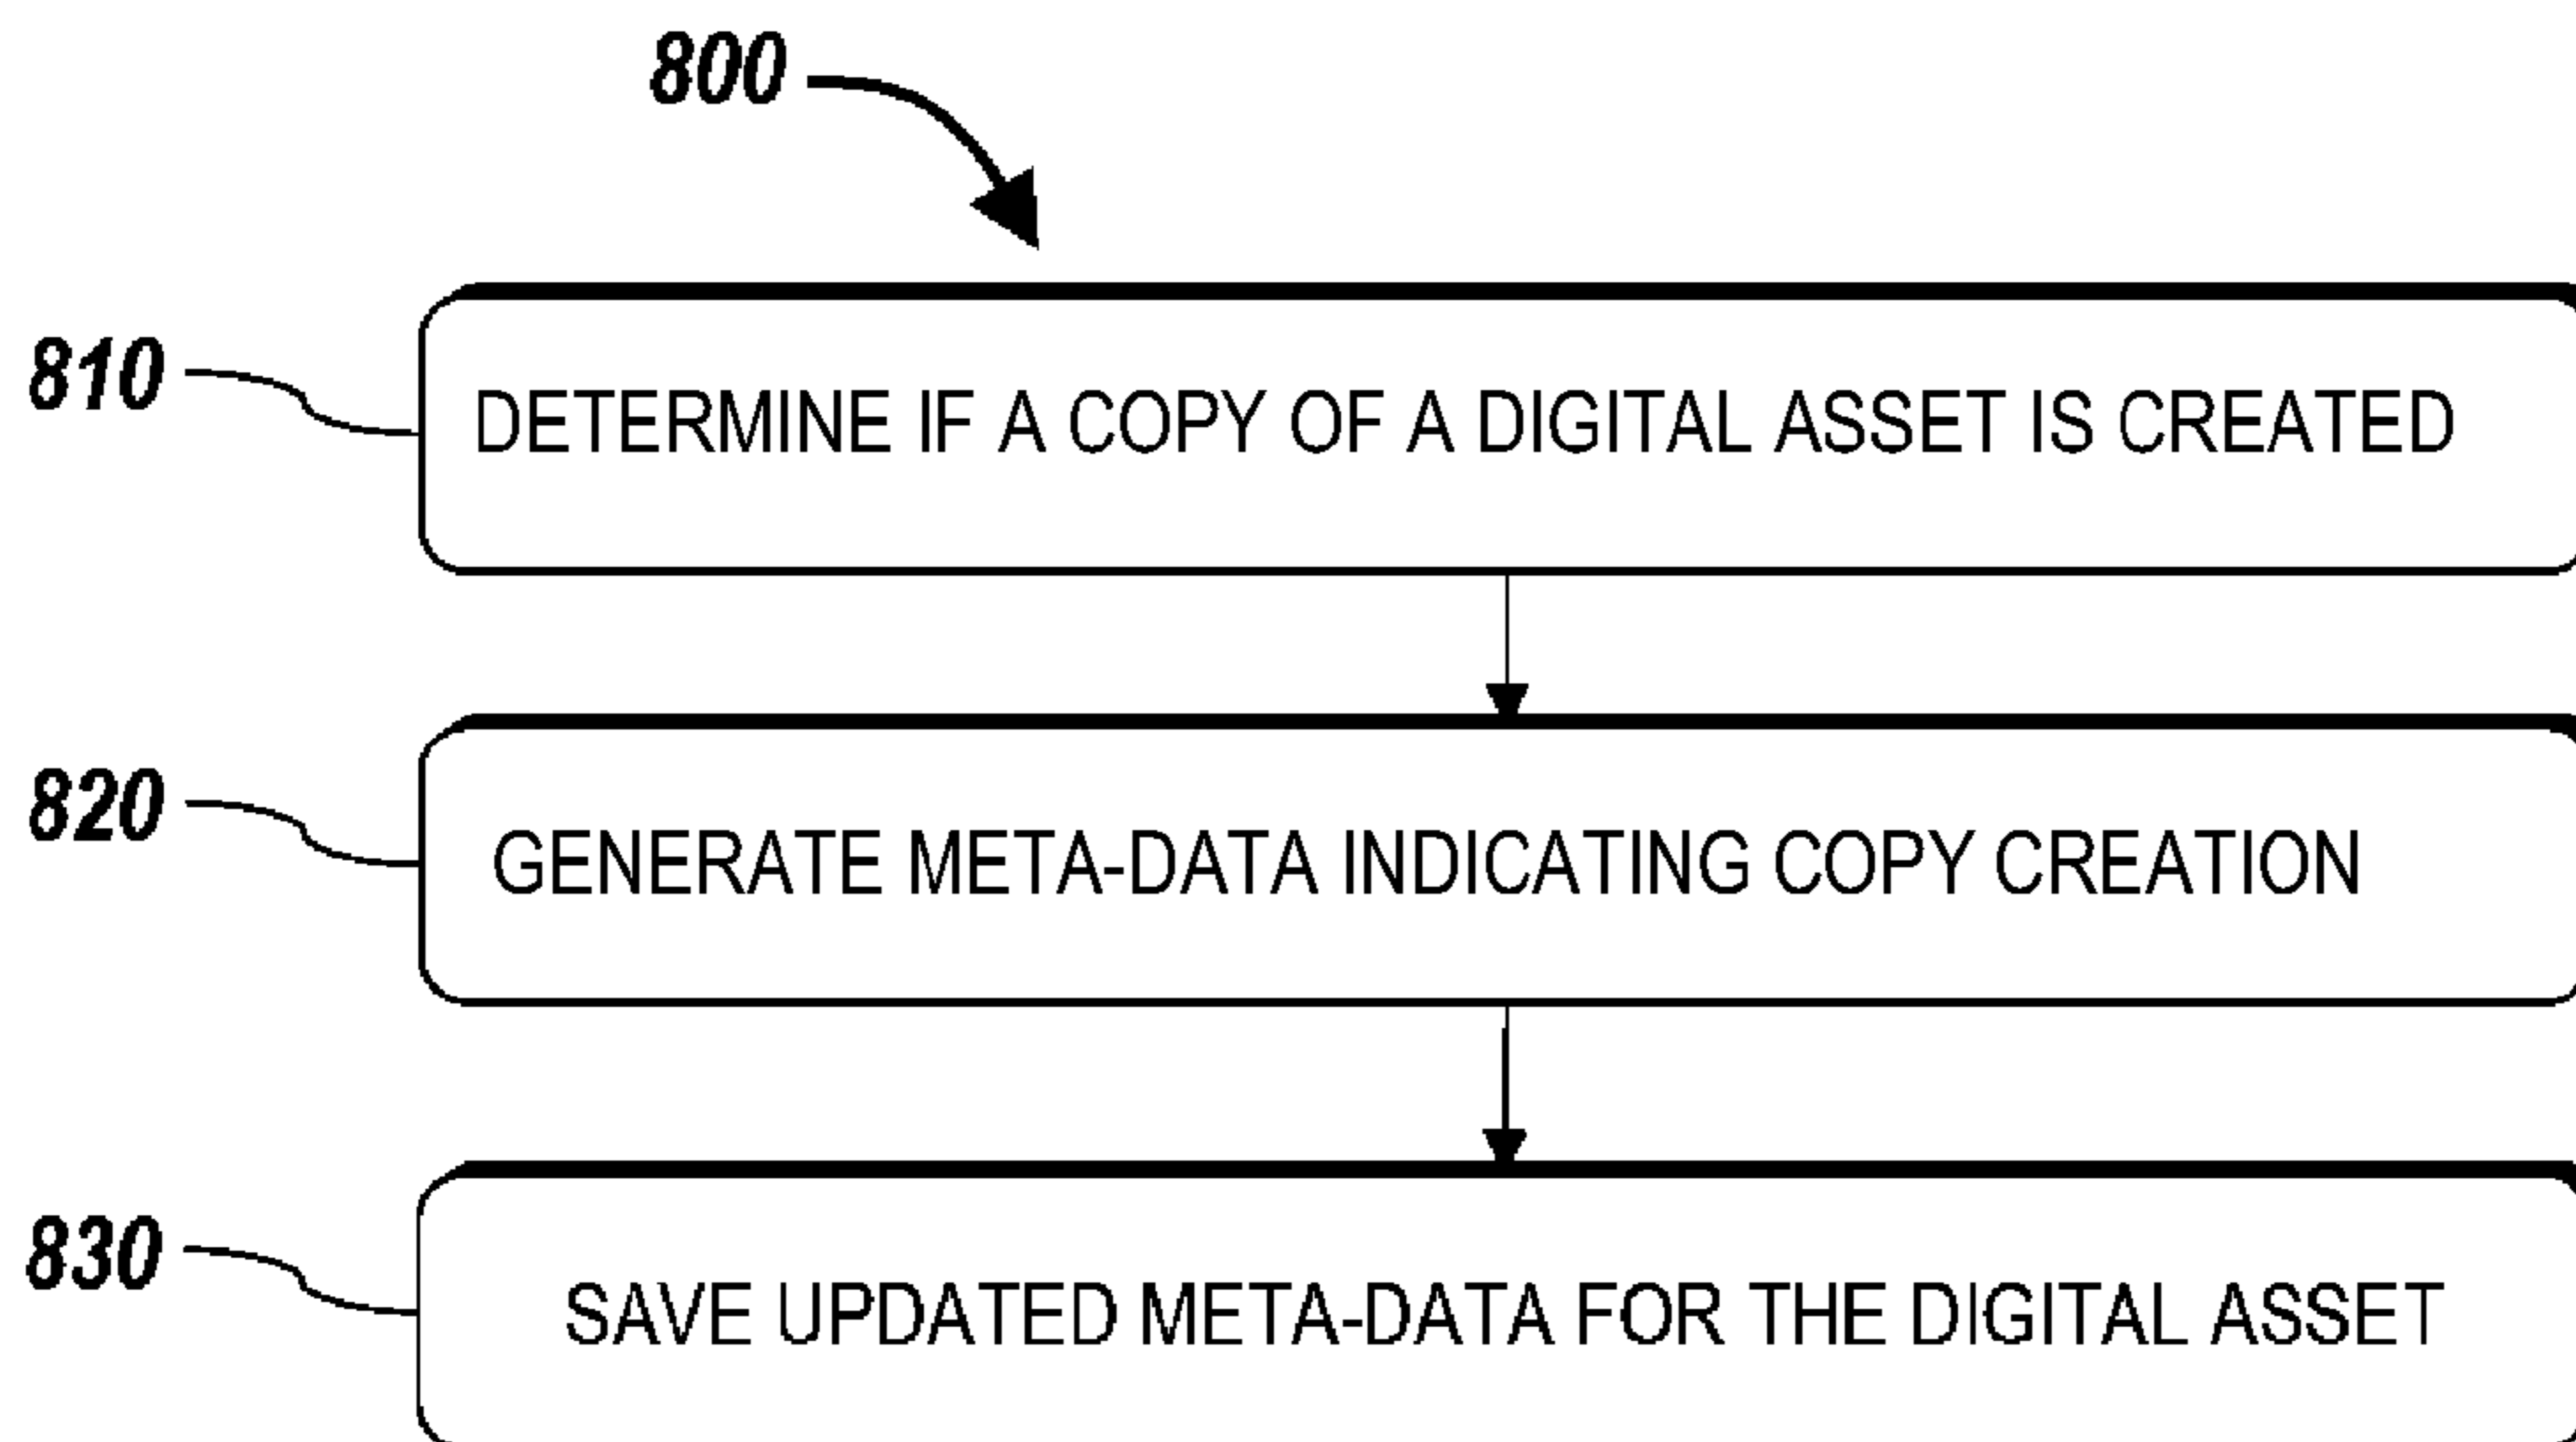 800
810
DETERMINE IF A COPY OF A DIGITAL ASSET IS CREATED
820
GENERATE META-DATA INDICATING COPY CREATION
830
SAVE UPDATED META-DATA FOR THE DIGITAL ASSET